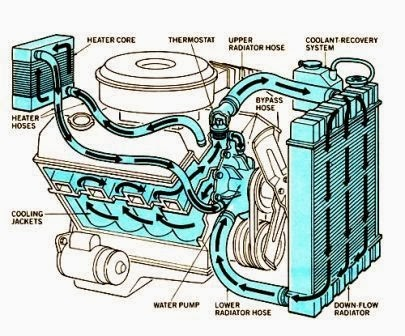 HEATER CORE
THERMOSTAT
UPPER
RADIATOR HOSE
COOLANT-RECOVERY
SYSTEM
HEATER
HOSES
BYPASS
HOSE
COOLING
JACKETS
WATER PUMP
LOWER
RADIATOR HOSE
DOWN-FLOW
RADIATOR